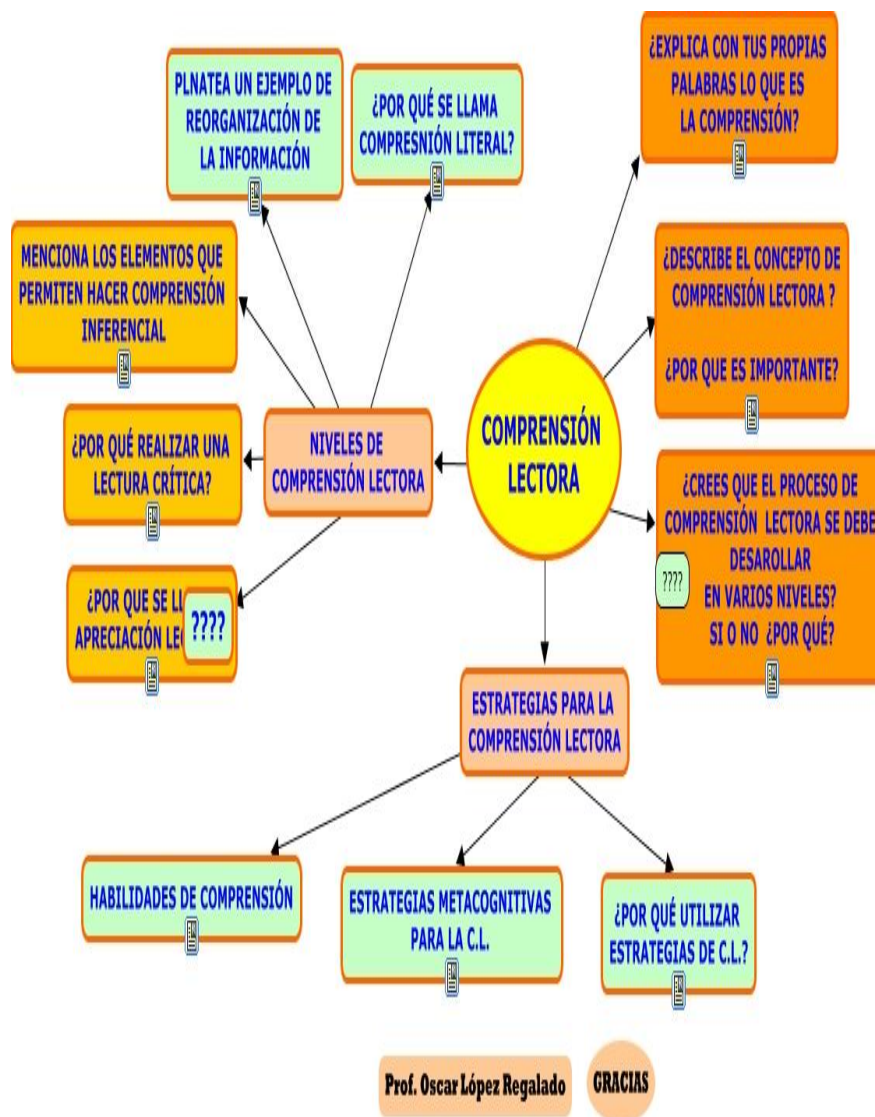 PLNATEA UN EJEMPLO DE
REORGANIZACIÓN DE
LA INFORMACIÓN
¿POR QUÉ SE LLAMA
COMPRESNIÓN LITERAL?
¿EXPLICA CON TUS PROPIAS
PALABRAS LO QUE ES
LA COMPRENSIÓN?
MENCIONA LOS ELEMENTOS QUE
PERMITEN HACER COMPRENSIÓN
INFERENCIAL
¿DESCRIBE EL CONCEPTO DE
COMPRENSIÓN LECTORA ?
¿POR QUE ES IMPORTANTE?
¿POR QUÉ REALIZAR UNA
LECTURA CRÍTICA?
NIVELES DE
COMPRENSIÓN LECTORA
COMPRENSIÓN
LECTORA
¿CREES QUE EL PROCESO DE
COMPRENSIÓN LECTORA SE DEBE
DESAROLLAR
EN VARIOS NIVELES?
SI O NO ¿POR QUÉ?
????
¿POR QUE SE
APRECIACIÓN
????
ESTRATEGIAS PARA LA
COMPRENSIÓN LECTORA
HABILIDADES DE COMPRENSIÓN
ESTRATEGIAS METACOGNITIVAS
PARA LA C.L.
¿POR QUÉ UTILIZAR
ESTRATEGIAS DE C.L.?
Prof. Oscar López Regalado
GRACIAS